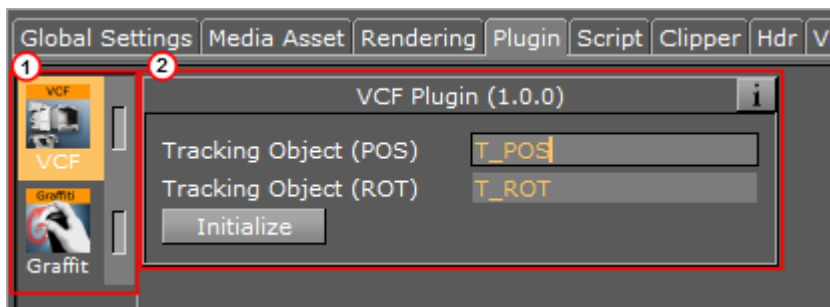 Global Settings Media Asset Rendering Plugin Script Clipper Hdr V
1 2
VCF
VCF
VCF Plugin (1.0.0) i
Tracking Object (POS) T_POS
Tracking Object (ROT) T_ROT
Initialize
Graffiti
Graffit